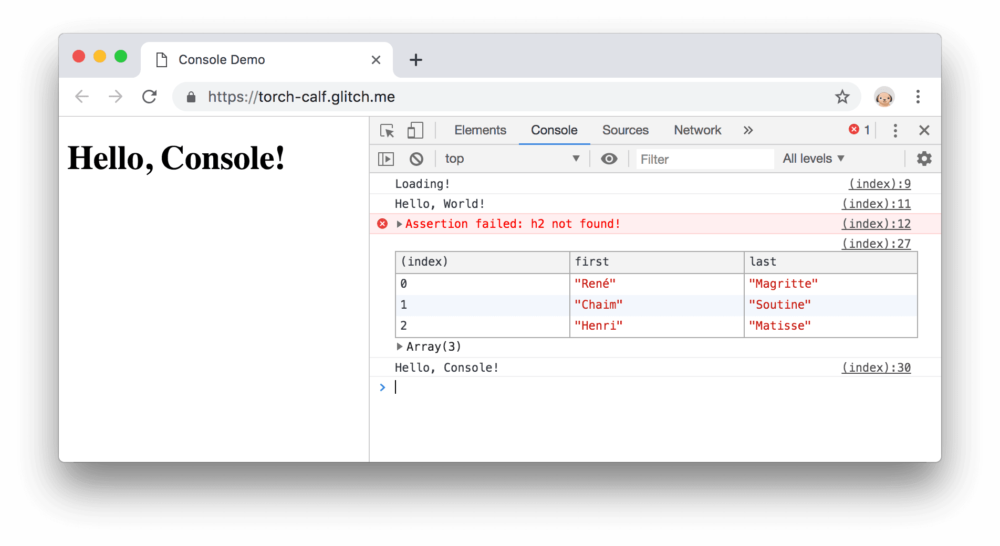 Console Demo
https://torch-calf.glitch.me
Hello, Console!
Elements Console Sources Network 1
top Filter All levels
Loading! (index):9
Hello, World! (index):11
Assertion failed: h2 not found! (index):12
(index):27
(index) first last
0 "René" "Magritte"
1 "Chaim" "Soutine"
2 "Henri" "Matisse"
Array(3)
Hello, Console! (index):30